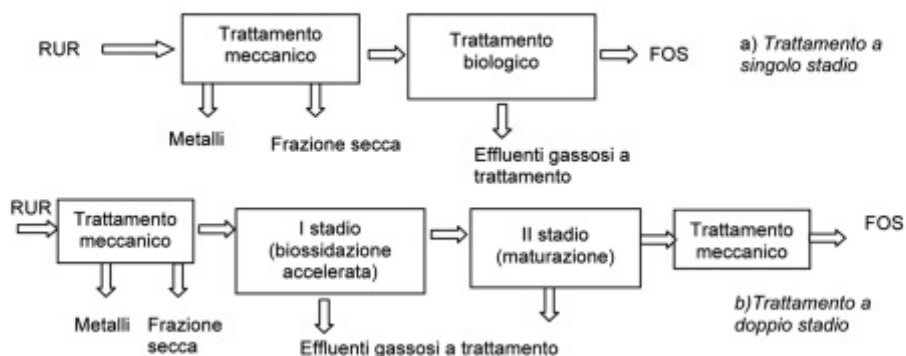 RUR
Trattamento
meccanico
Trattamento
biologico
FOS
a) Trattamento a
singolo stadio
Metalli
Frazione secca
Effluenti gassosi a
trattamento
RUR
Trattamento
meccanico
I stadio
(biossidazione
accelerata)
II stadio
(maturazione)
Trattamento
meccanico
FOS
Metalli
Frazione
secca
Effluenti gassosi a trattamento
b)Trattamento a
doppio stadio